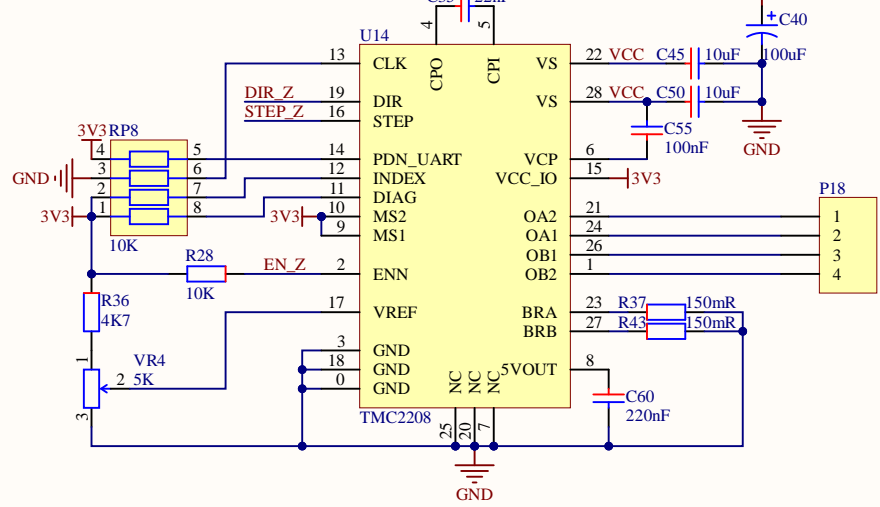 4
5
+
C40
100uF
U14
13
CLK
CPO
CPI
VS
22
VCC
C45
10uF
DIR_Z
19
DIR
VS
28
VCC
C50
10uF
STEP_Z
16
STEP
C55
100nF
GND
3V3
RP8
4
5
14
PDN_UART
VCP
6
GND
3
6
12
INDEX
VCC_IO
15
3V3
2
7
11
DIAG
P18
3V3
1
8
3V3
10
MS2
OA2
21
1
9
MS1
OA1
24
2
10K
OB1
26
3
R28
EN_Z
2
ENN
OB2
1
4
10K
R36
4K7
17
VREF
BRA
23
R37
150mR
BRB
27
R43
150mR
3
GND
1
VR4
18
GND
5VOUT
8
2
5K
0
GND
NC
NC
NC
C60
220nF
3
TMC2208
25
20
7
GND